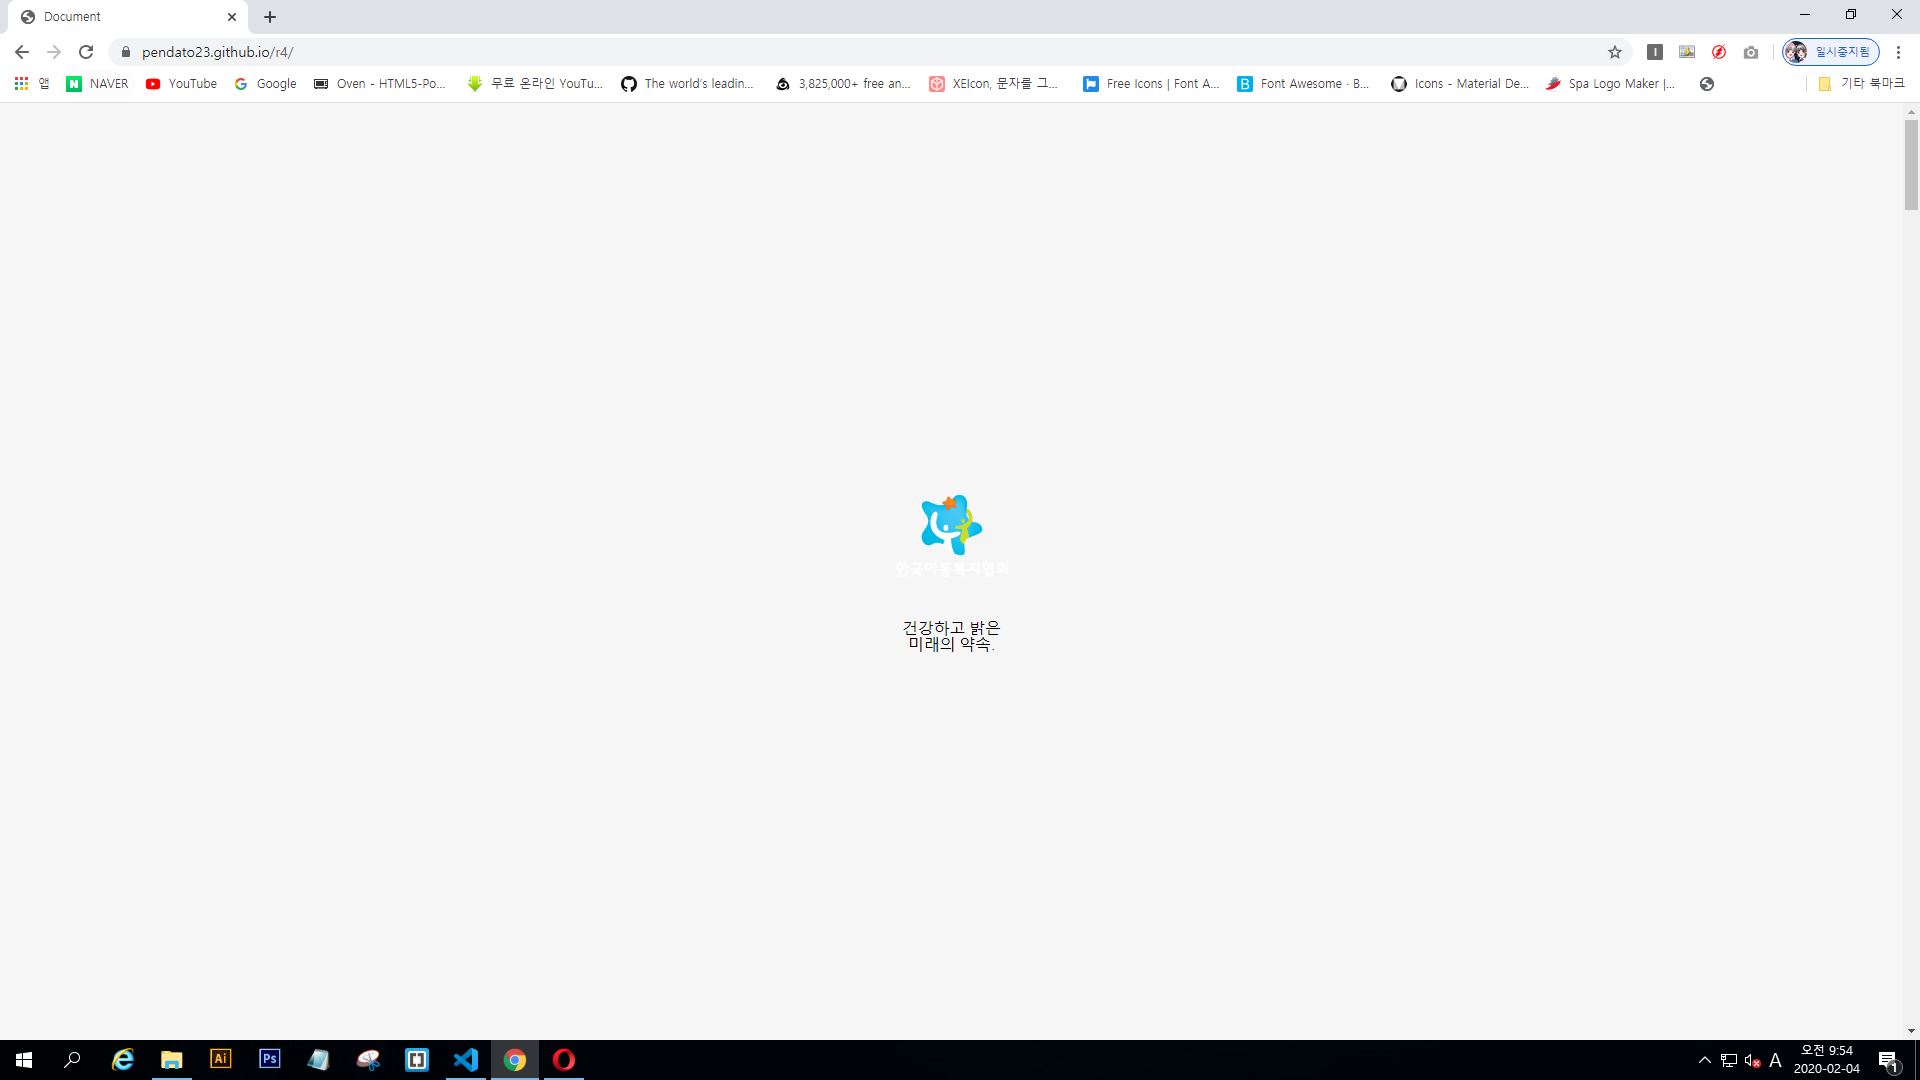 Document
pendato23.github.io/r4/
일시중지됨
앱
NAVER
YouTube
Google
Oven - HTML5-Po...
무료 온라인 YouTu...
The world's leadin...
3,825,000+ free an...
XEIcon, 문자를 그...
Free Icons | Font A...
Font Awesome · B...
Icons - Material De...
Spa Logo Maker |...
기타 북마크
한국아동복지협회
건강하고 밝은
미래의 약속.
Ai
Ps
A
오전 9:54
2020-02-04
1